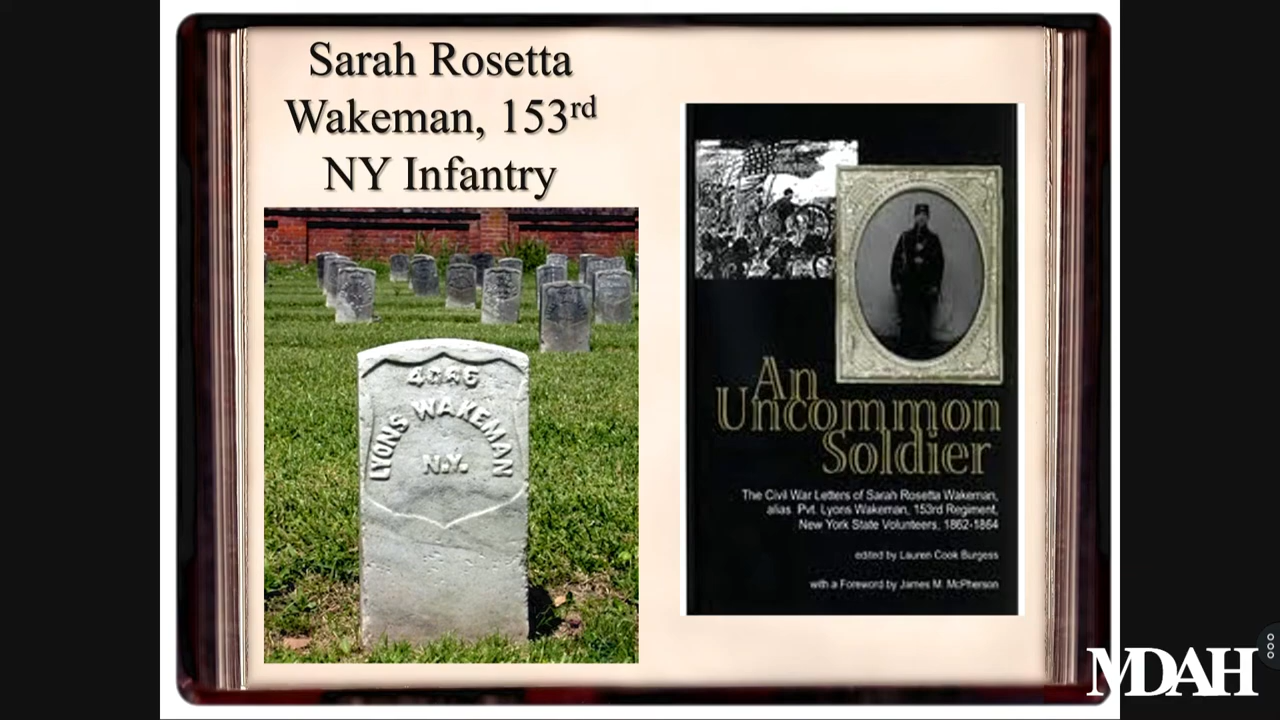 Sarah Rosetta
Wakeman, 153rd
NY Infantry
LYONS WAKEMAN
N.Y.
An
Uncommon
Soldier
The Civil War Letters of Sarah Rosetta Wakeman,
alias Pvt. Lyons Wakeman, 153rd Regiment,
New York State Volunteers, 1862-1864
edited by Lauren Cook Burgess
with a Foreword by James M. McPherson
MDAH